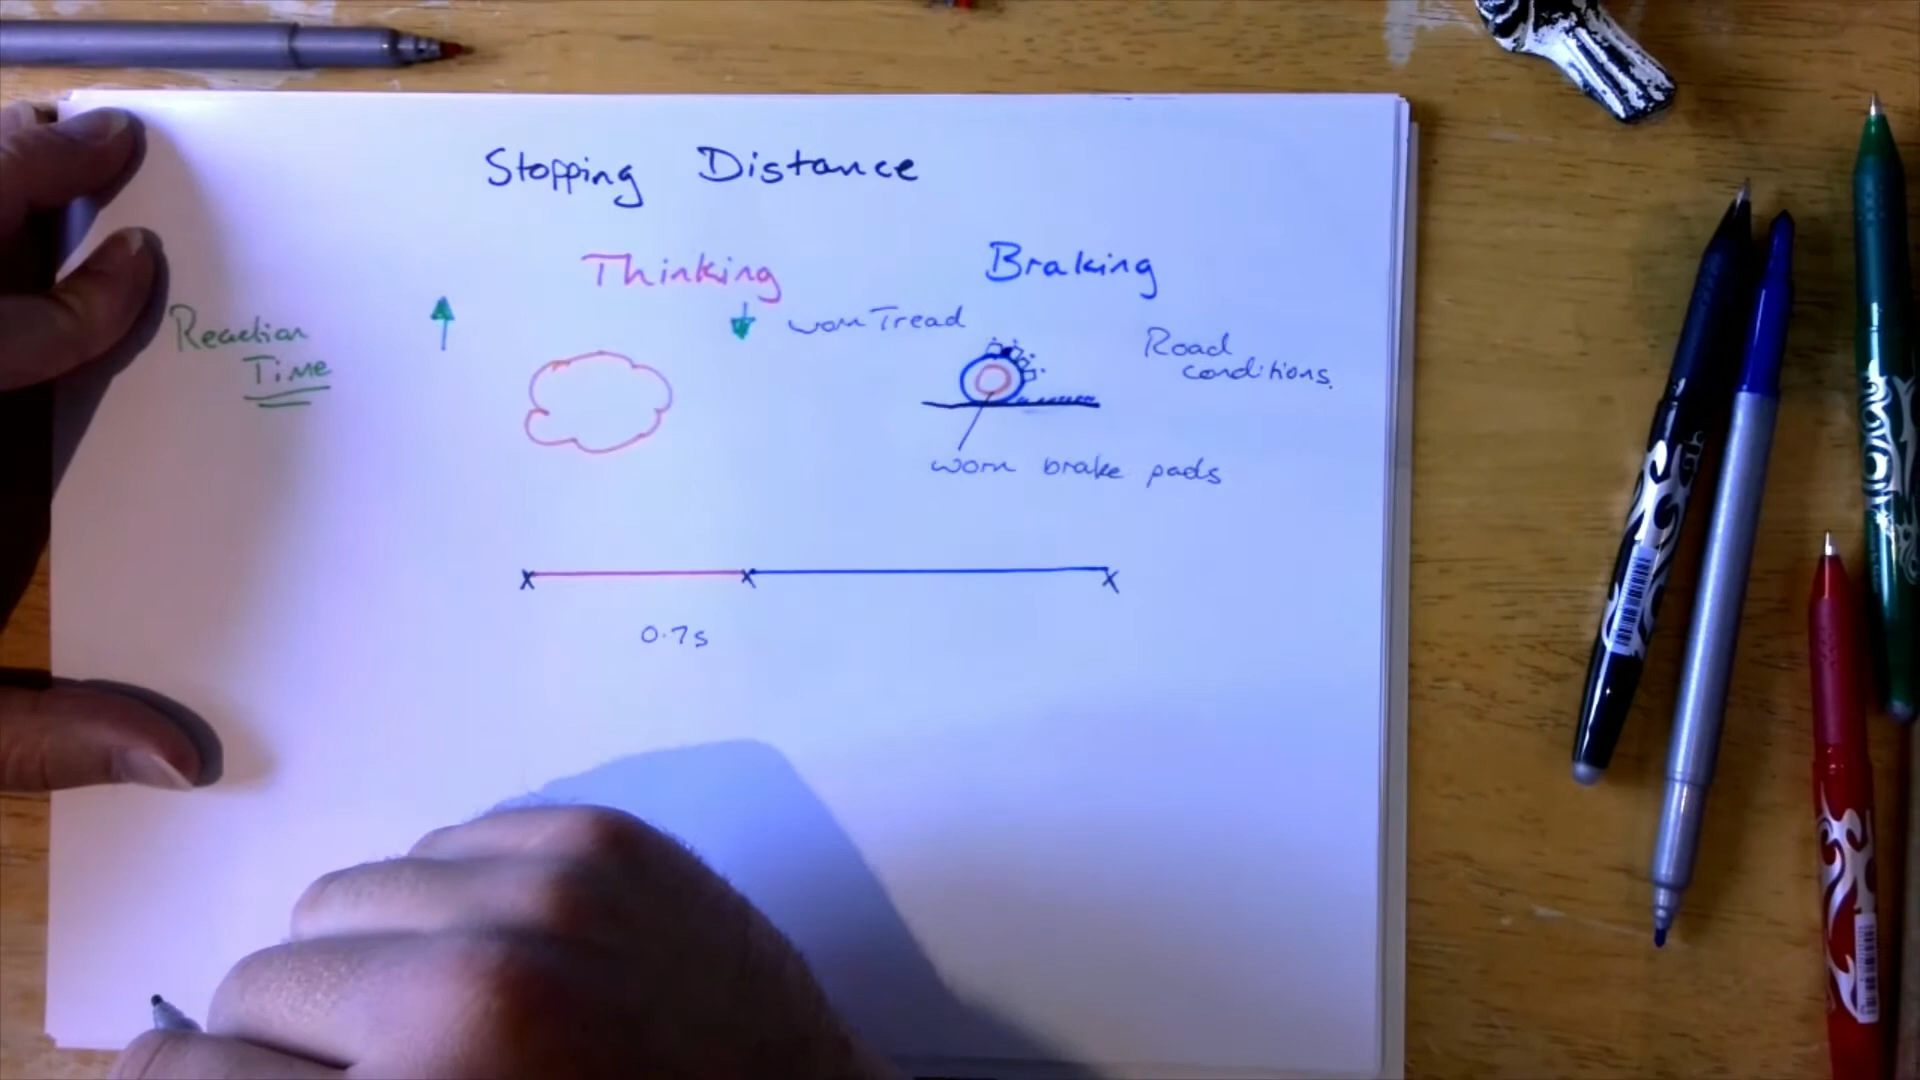 Stopping Distance
Thinking
Braking
Reaction
Time
worn Tread
Road
conditions.
worn brake pads
0.7s